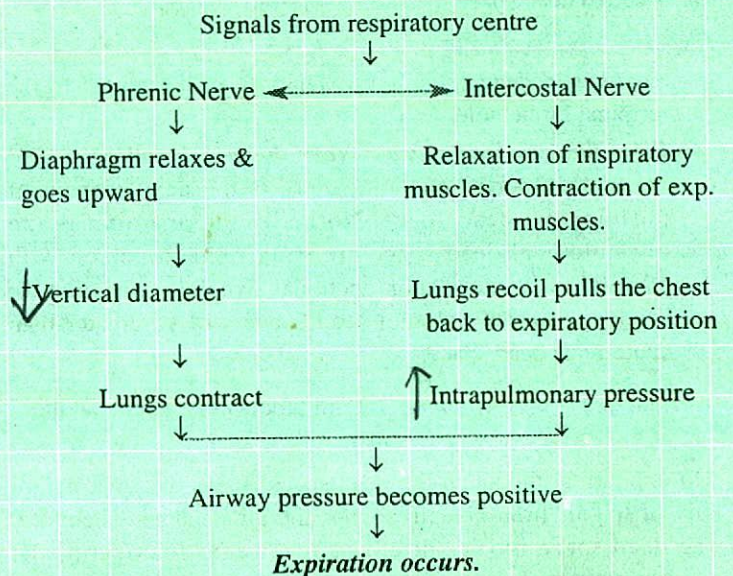 Signals from respiratory centre
↓
Phrenic Nerve ↔ Intercostal Nerve
↓ ↓
Diaphragm relaxes &
goes upward
Relaxation of inspiratory
muscles. Contraction of exp.
muscles.
↓ ↓
↓Vertical diameter
Lungs recoil pulls the chest
back to expiratory position
↓ ↓
Lungs contract
↑Intrapulmonary pressure
↓ ↓
↓
Airway pressure becomes positive
↓
Expiration occurs.